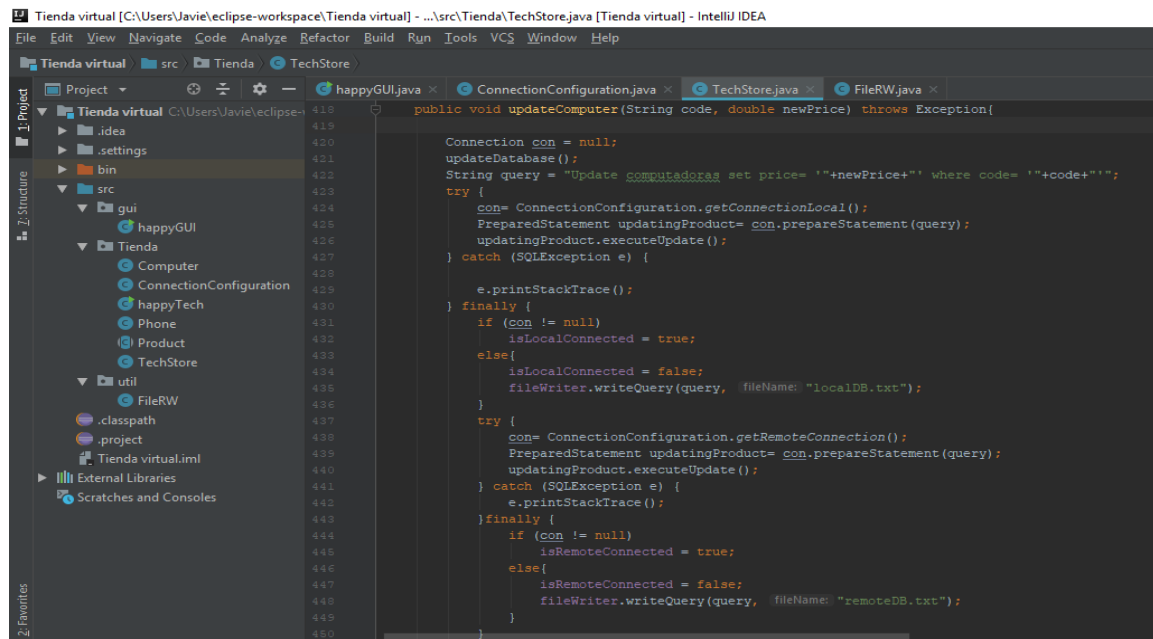 Tienda virtual [C:\Users\Javie\eclipse-workspace\Tienda virtual] - ...\src\Tienda\TechStore.java [Tienda virtual] - IntelliJ IDEA
File Edit View Navigate Code Analyze Refactor Build Run Tools VCS Window Help
Tienda virtual src Tienda TechStore
Project
happyGUI.java ConnectionConfiguration.java TechStore.java FileRW.java
1: Project
7: Structure
2: Favorites
Tienda virtual C:\Users\Javie\eclipse-
.idea
.settings
bin
src
gui
happyGUI
Tienda
Computer
ConnectionConfiguration
happyTech
Phone
Product
TechStore
util
FileRW
.classpath
.project
Tienda virtual.iml
External Libraries
Scratches and Consoles
418 public void updateComputer(String code, double newPrice) throws Exception{
419
420 Connection con = null;
421 updateDatabase();
422 String query = "Update computadoras set price= '"+newPrice+"' where code= '"+code+"'";
423 try {
424 con= ConnectionConfiguration.getConnectionLocal();
425 PreparedStatement updatingProduct= con.prepareStatement(query);
426 updatingProduct.executeUpdate();
427 } catch (SQLException e) {
428
429 e.printStackTrace();
430 } finally {
431 if (con != null)
432 isLocalConnected = true;
433 else{
434 isLocalConnected = false;
435 fileWriter.writeQuery(query, fileName: "localDB.txt");
436 }
437 try {
438 con= ConnectionConfiguration.getRemoteConnection();
439 PreparedStatement updatingProduct= con.prepareStatement(query);
440 updatingProduct.executeUpdate();
441 } catch (SQLException e) {
442 e.printStackTrace();
443 }finally {
444 if (con != null)
445 isRemoteConnected = true;
446 else{
447 isRemoteConnected = false;
448 fileWriter.writeQuery(query, fileName: "remoteDB.txt");
449 }
450 }